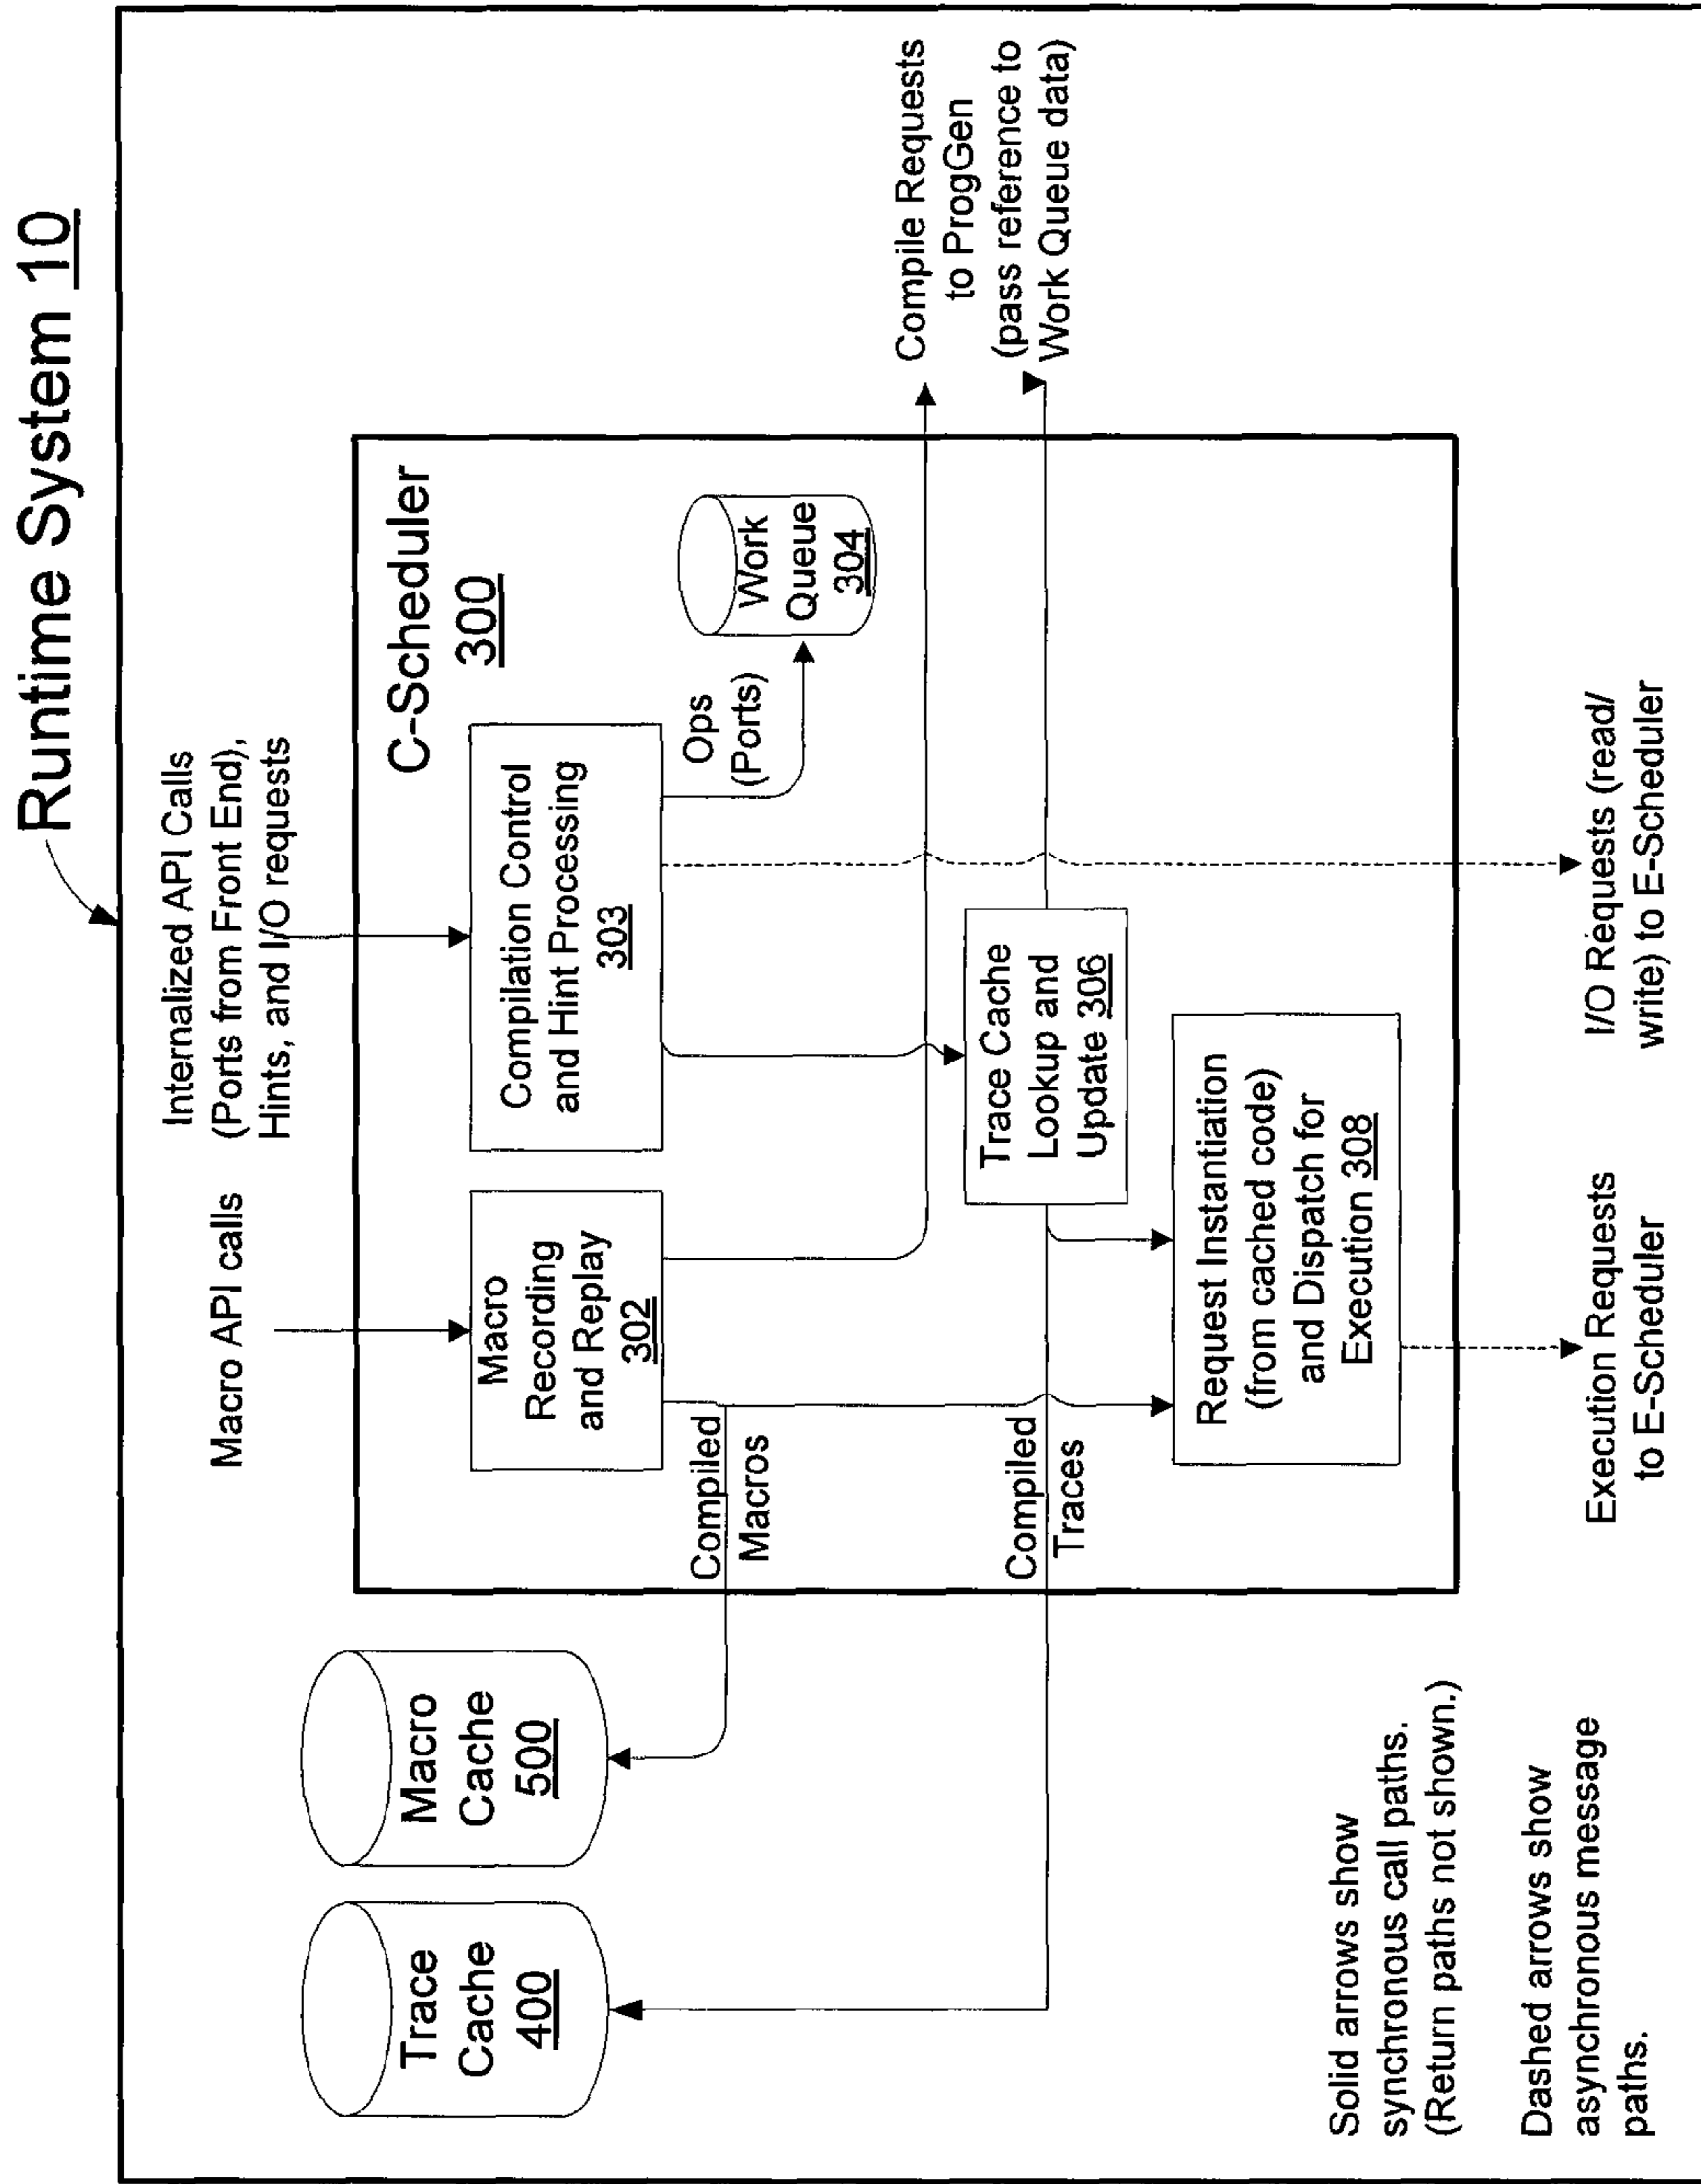 Runtime System 10
Macro API calls
Internalized API Calls
(Ports from Front End),
Hints, and I/O requests
Trace
Cache
400
Macro
Cache
500
C-Scheduler
300
Macro
Recording
and Replay
302
Compilation Control
and Hint Processing
303
Ops
(Ports)
Work
Queue
304
Compiled
Macros
Compile Requests
to ProgGen
(pass reference to
Work Queue data)
Trace Cache
Lookup and
Update 306
Compiled
Traces
Request Instantiation
(from cached code)
and Dispatch for
Execution 308
Solid arrows show
synchronous call paths.
(Return paths not shown.)
Dashed arrows show
asynchronous message
paths.
Execution Requests
to E-Scheduler
I/O Requests (read/
write) to E-Scheduler